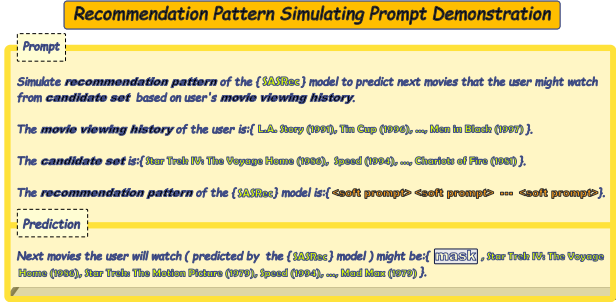 Recommendation Pattern Simulating Prompt Demonstration
Prompt
Simulate recommendation pattern of the {SASRec} model to predict next movies that the user might watch
from candidate set based on user's movie viewing history.
The movie viewing history of the user is:{ L.A. Story (1991), Tin Cup (1996), ..., Men in Black (1997) }.
The candidate set is:{Star Trek IV: The Voyage Home (1986), Speed (1994), ..., Chariots of Fire (1981) }.
The recommendation pattern of the {SASRec} model is:{ <soft prompt> <soft prompt> ... <soft prompt>}.
Prediction
Next movies the user will watch ( predicted by the {SASRec} model ) might be:{ mask , Star Trek IV: The Voyage
Home (1986), Star Trek: The Motion Picture (1979), Speed (1994), ..., Mad Max (1979) }.